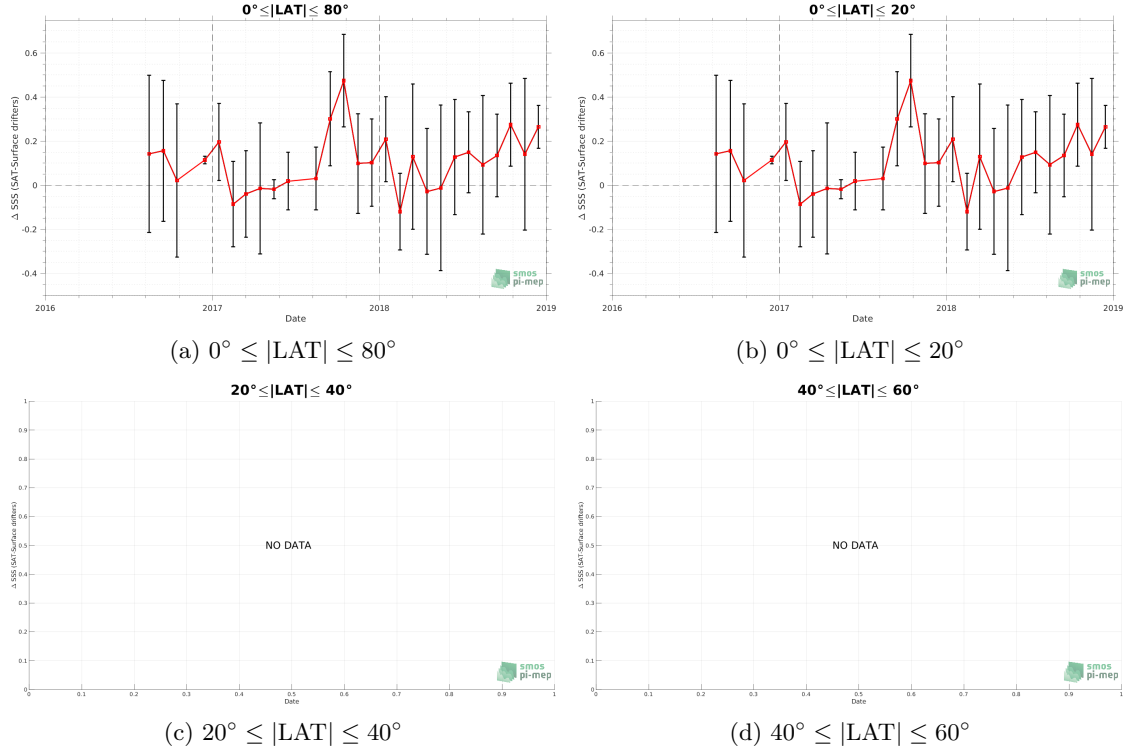 0°≤|LAT|≤ 80°
Δ SSS (SAT-Surface drifters)
0.6
0.4
0.2
0
-0.2
-0.4
2016
2017
2018
2019
Date
smos
pi-mep
(a) 0° ≤ |LAT| ≤ 80°
0°≤|LAT|≤ 20°
Δ SSS (SAT-Surface drifters)
0.6
0.4
0.2
0
-0.2
-0.4
2016
2017
2018
2019
Date
smos
pi-mep
(b) 0° ≤ |LAT| ≤ 20°
20°≤|LAT|≤ 40°
Δ SSS (SAT-Surface drifters)
1
0.9
0.8
0.7
0.6
0.5
0.4
0.3
0.2
0.1
0
NO DATA
0
0.1
0.2
0.3
0.4
0.5
0.6
0.7
0.8
0.9
1
Date
smos
pi-mep
(c) 20° ≤ |LAT| ≤ 40°
40°≤|LAT|≤ 60°
Δ SSS (SAT-Surface drifters)
1
0.9
0.8
0.7
0.6
0.5
0.4
0.3
0.2
0.1
0
NO DATA
0
0.1
0.2
0.3
0.4
0.5
0.6
0.7
0.8
0.9
1
Date
smos
pi-mep
(d) 40° ≤ |LAT| ≤ 60°